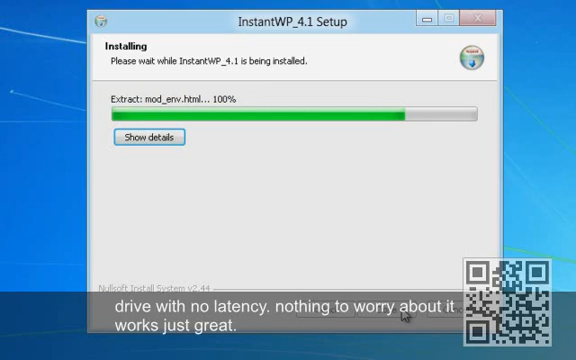 InstantWP_4.1 Setup
Installing
Please wait while InstantWP_4.1 is being installed.
Extract: mod_env.html... 100%
Show details
Nullsoft Install System v2.44
drive with no latency. nothing to worry about it
works just great.